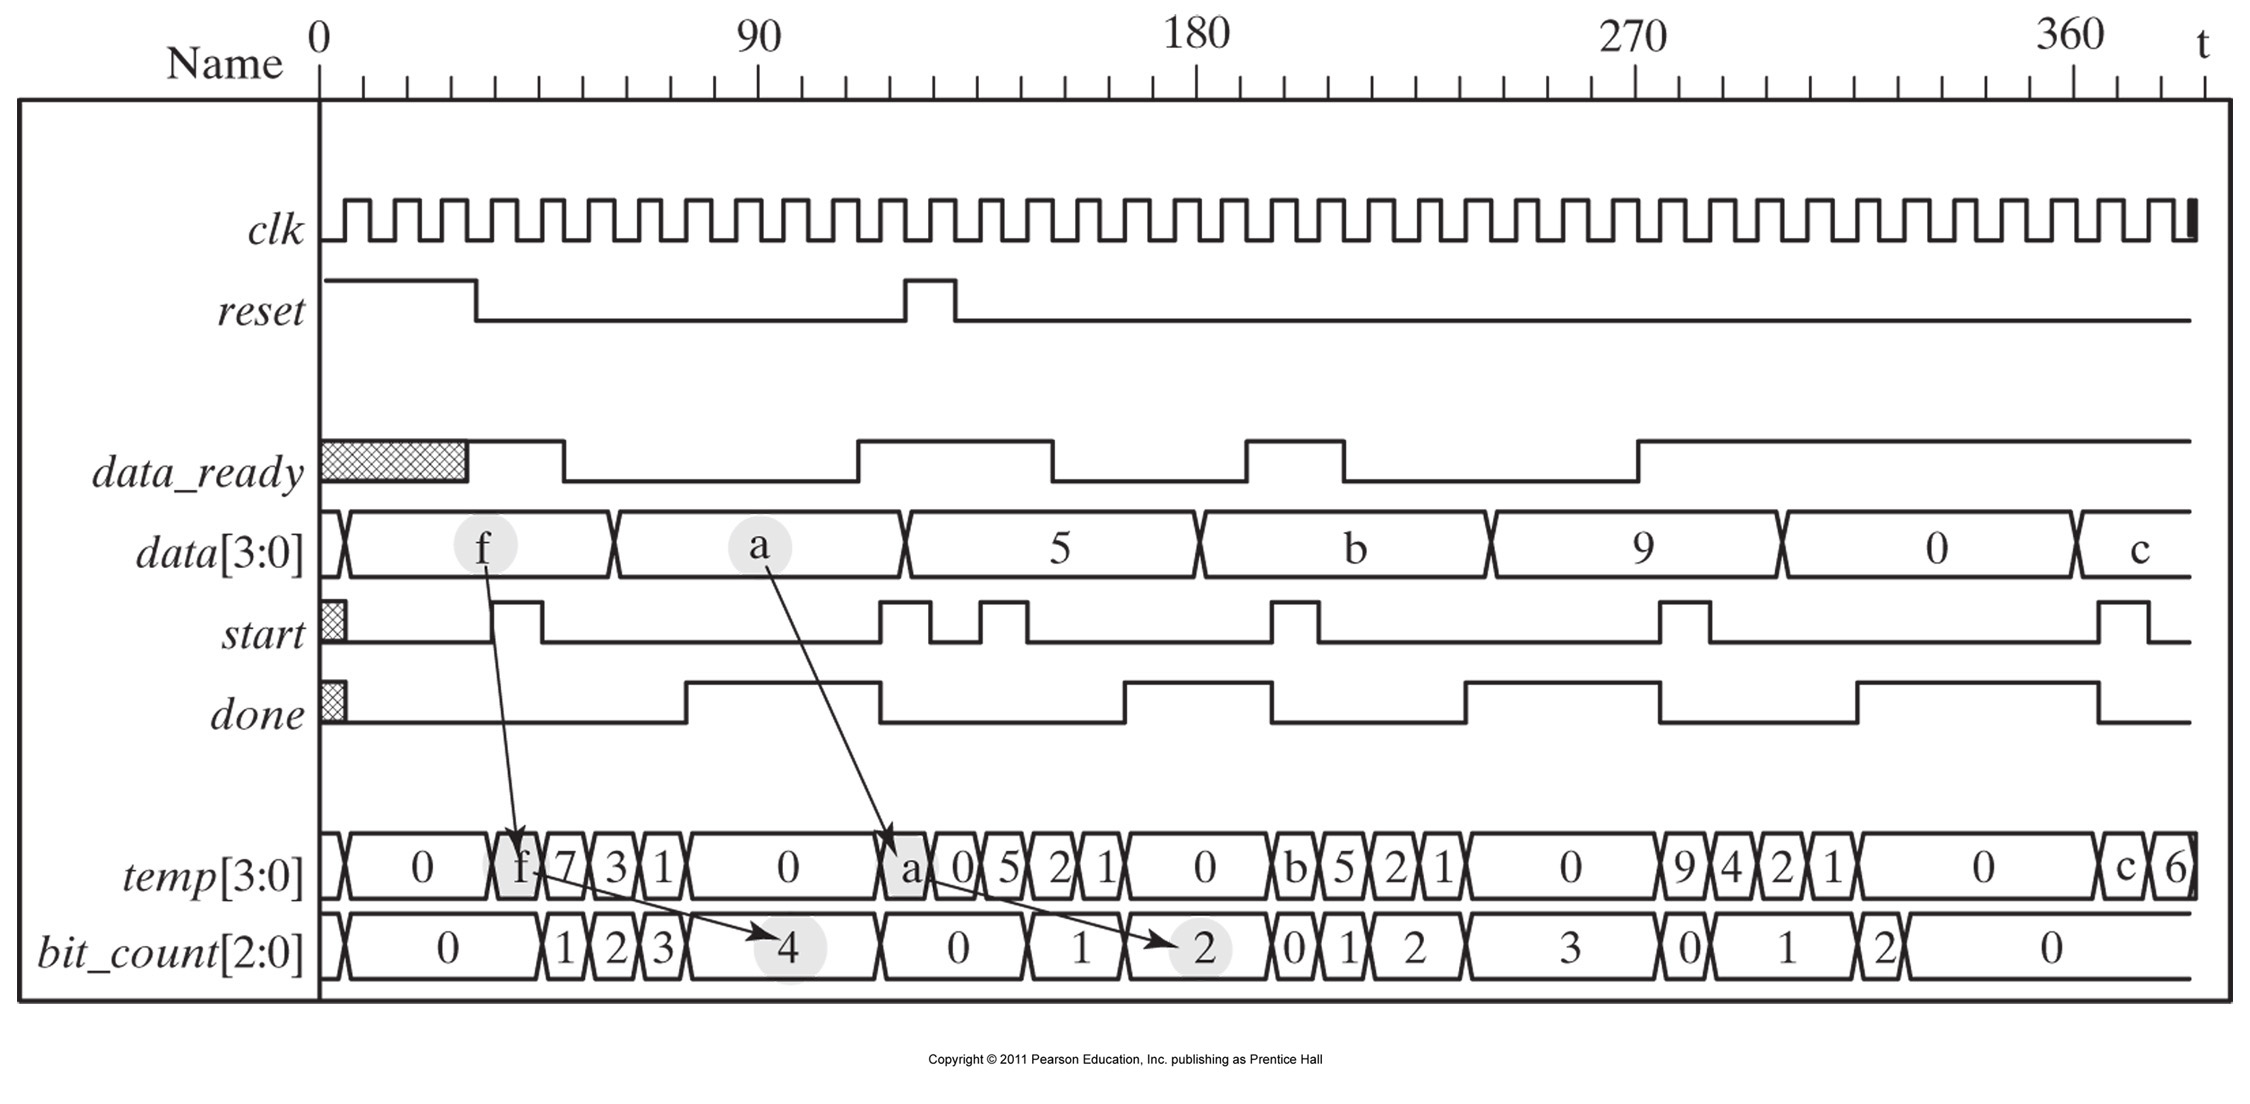 0 90 180 270 360 t
Name
clk
reset
data_ready
data[3:0] f a 5 b 9 0 c
start
done
temp[3:0] 0 f 7 3 1 0 a 0 5 2 1 0 b 5 2 1 0 9 4 2 1 0 c 6
bit_count[2:0] 0 1 2 3 4 0 1 2 0 1 2 3 0 1 2 0
Copyright © 2011 Pearson Education, Inc. publishing as Prentice Hall